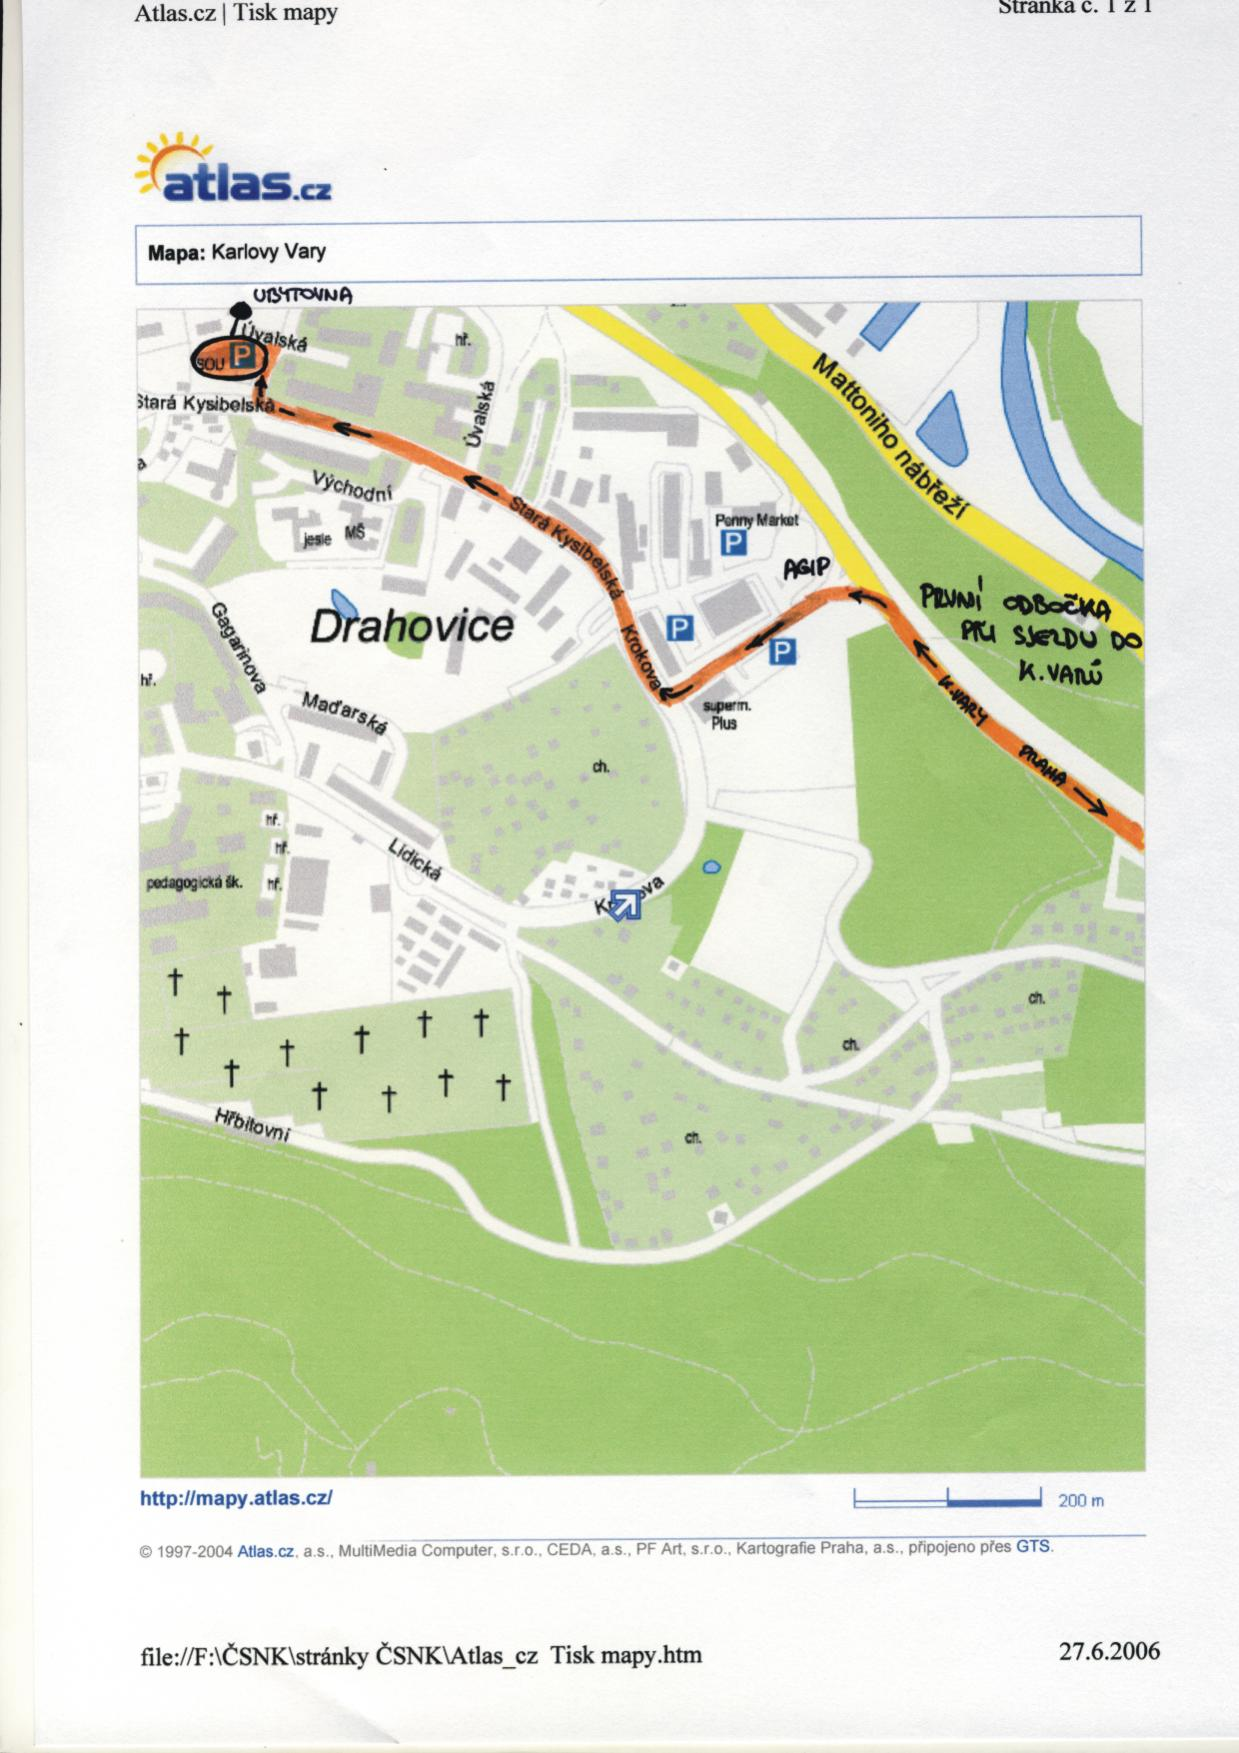 Atlas.cz | Tisk mapy
Stránka č. 1 z 1
atlas.cz
Mapa: Karlovy Vary
UBYTOVNA
Úvalská
SOU P
hř.
Stará Kysibelská
Úvalská
Mattoniho nábřeží
Východní
jesle MŠ
Stará Kysibelská
Penny Market
P
AGIP
PRVNÍ ODBOČKA
PŘI SJEZDU DO
K.VARŮ
Drahovice
Gagarinova
Krokova
P
P
hř.
Maďarská
superm.
Plus
K.VARY
PRAHA
ch.
hř.
hř.
Lidická
pedagogická šk.
hř.
ch.
ch.
Hřbitovní
ch.
http://mapy.atlas.cz/
200 m
© 1997-2004 Atlas.cz, a.s., MultiMedia Computer, s.r.o., CEDA, a.s., PF Art, s.r.o., Kartografie Praha, a.s., připojeno přes GTS.
file://F:\ČSNK\stránky ČSNK\Atlas_cz Tisk mapy.htm
27.6.2006